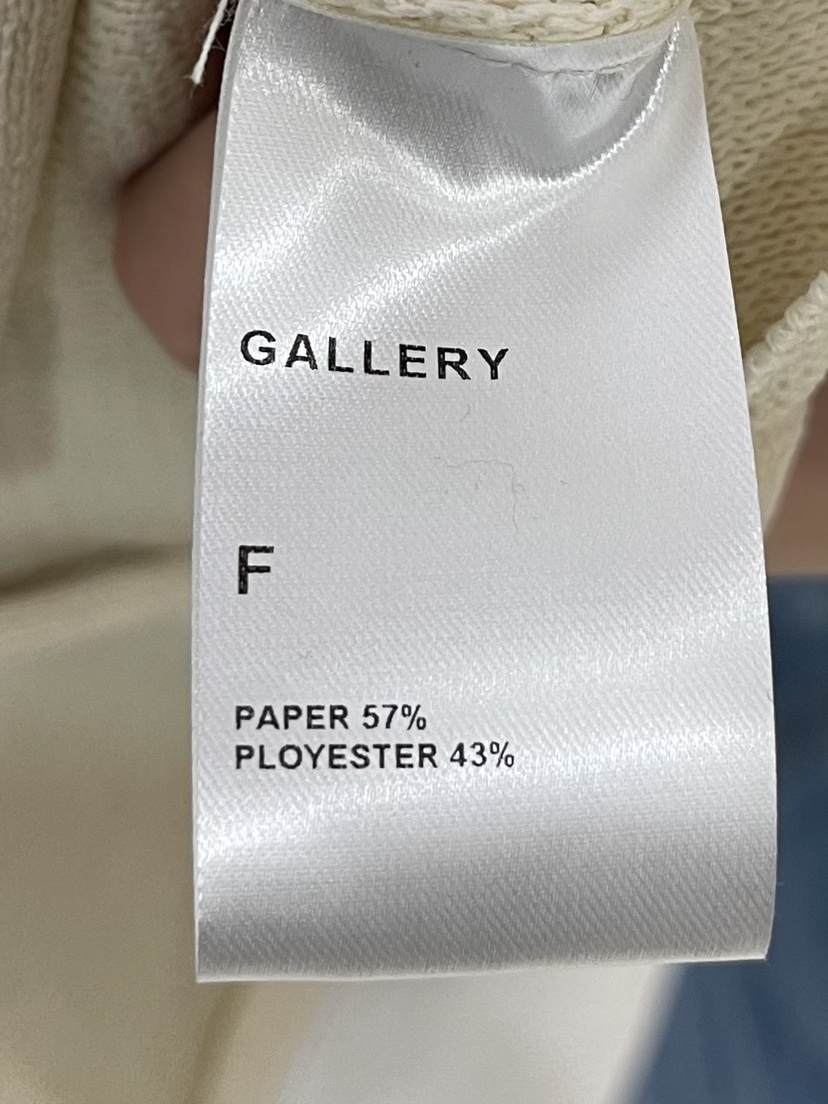 GALLERY
F
PAPER 57%
PLOYESTER 43%